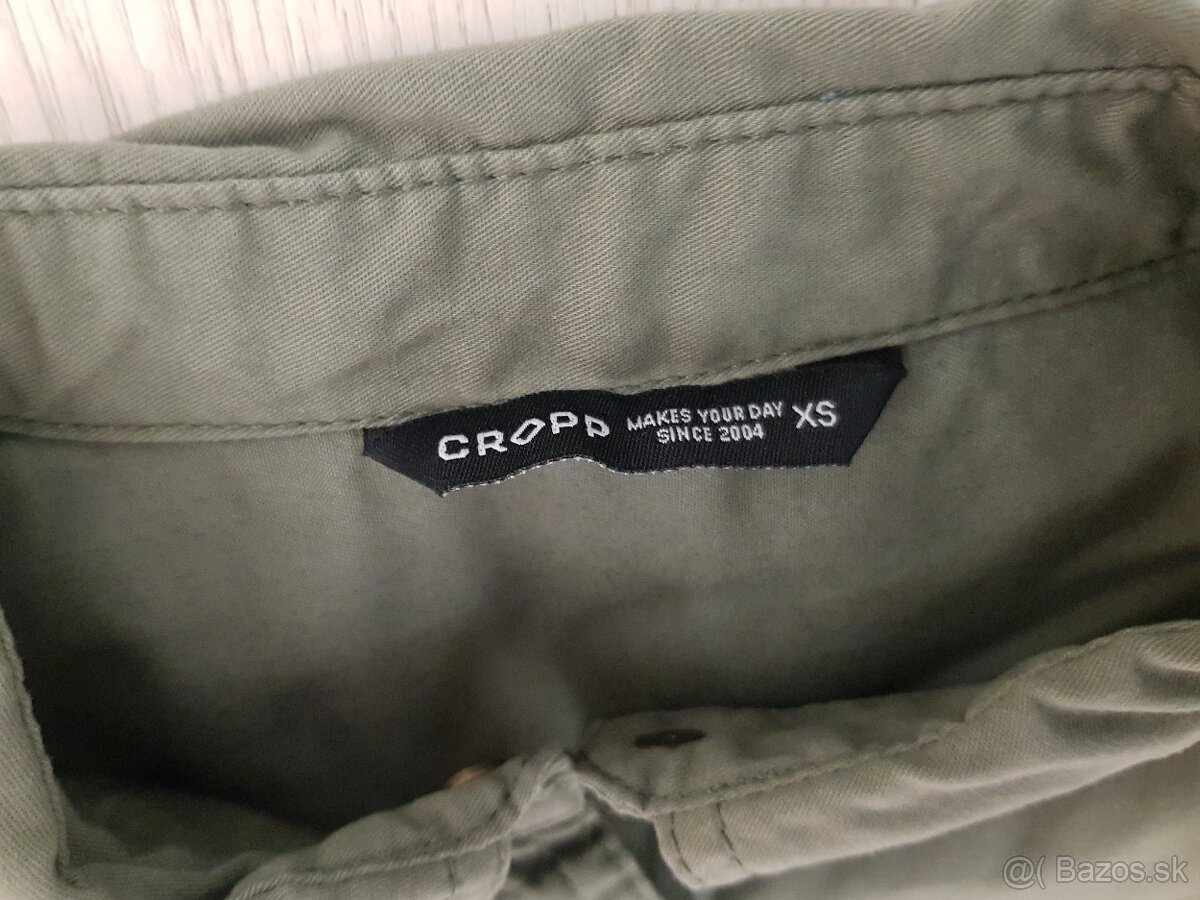 CROPP MAKES YOUR DAY XS
SINCE 2004
@( Bazos.sk